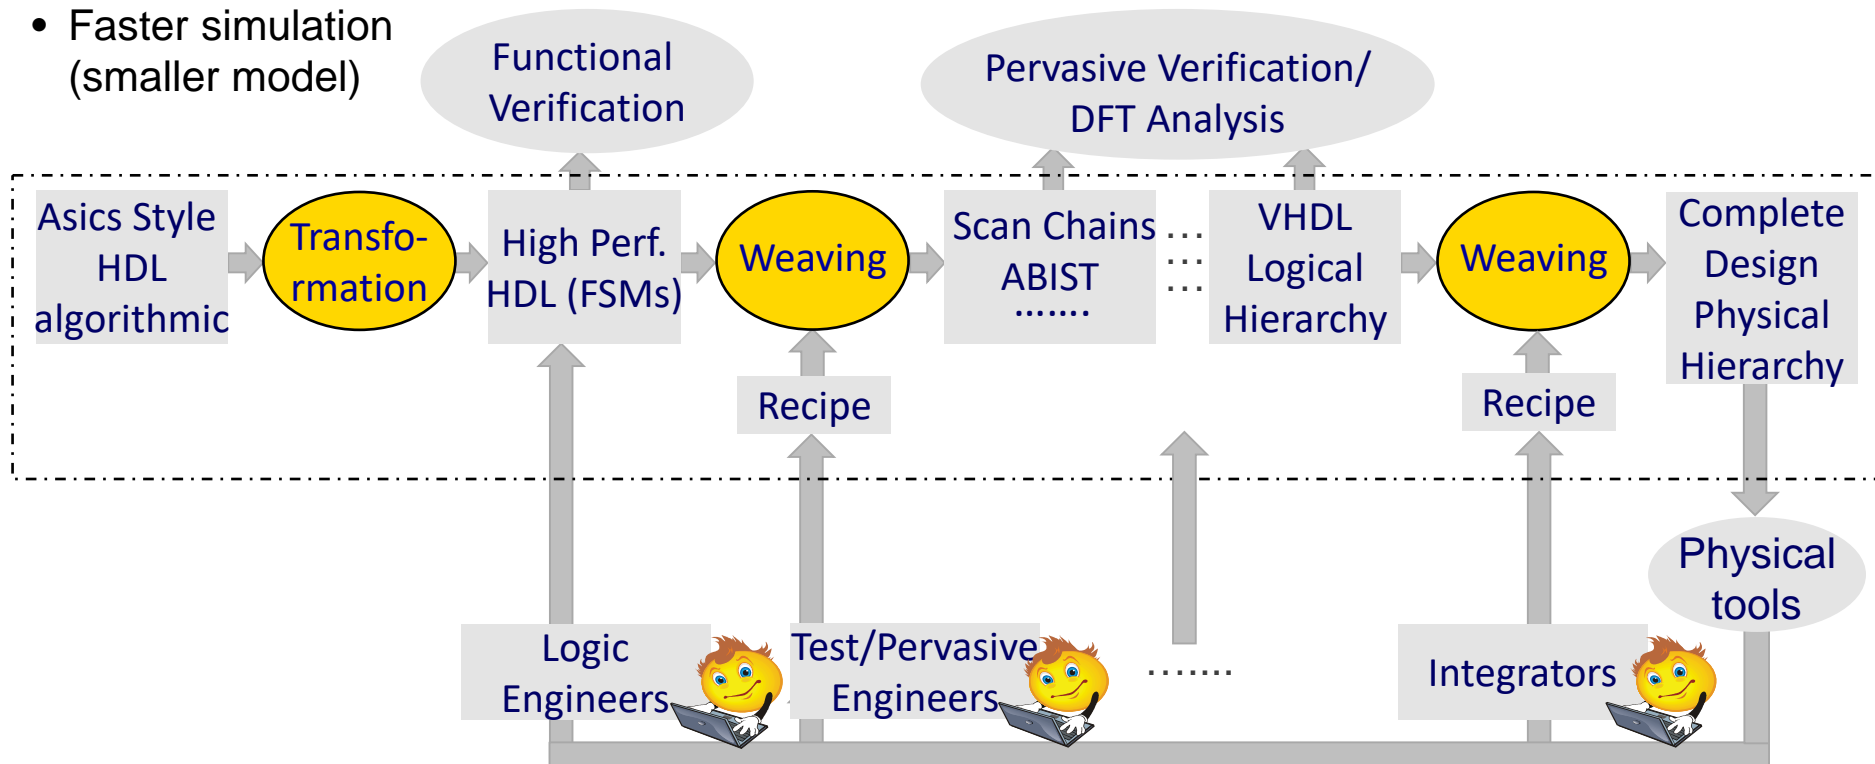 • Faster simulation
(smaller model)
Functional
Verification
Pervasive Verification/
DFT Analysis
Asics Style
HDL
algorithmic
Transfo-
rmation
High Perf.
HDL (FSMs)
Weaving
Scan Chains
ABIST
.......
...
...
...
VHDL
Logical
Hierarchy
Weaving
Complete
Design
Physical
Hierarchy
Recipe
Recipe
Physical
tools
Logic
Engineers
Test/Pervasive
Engineers
.......
Integrators